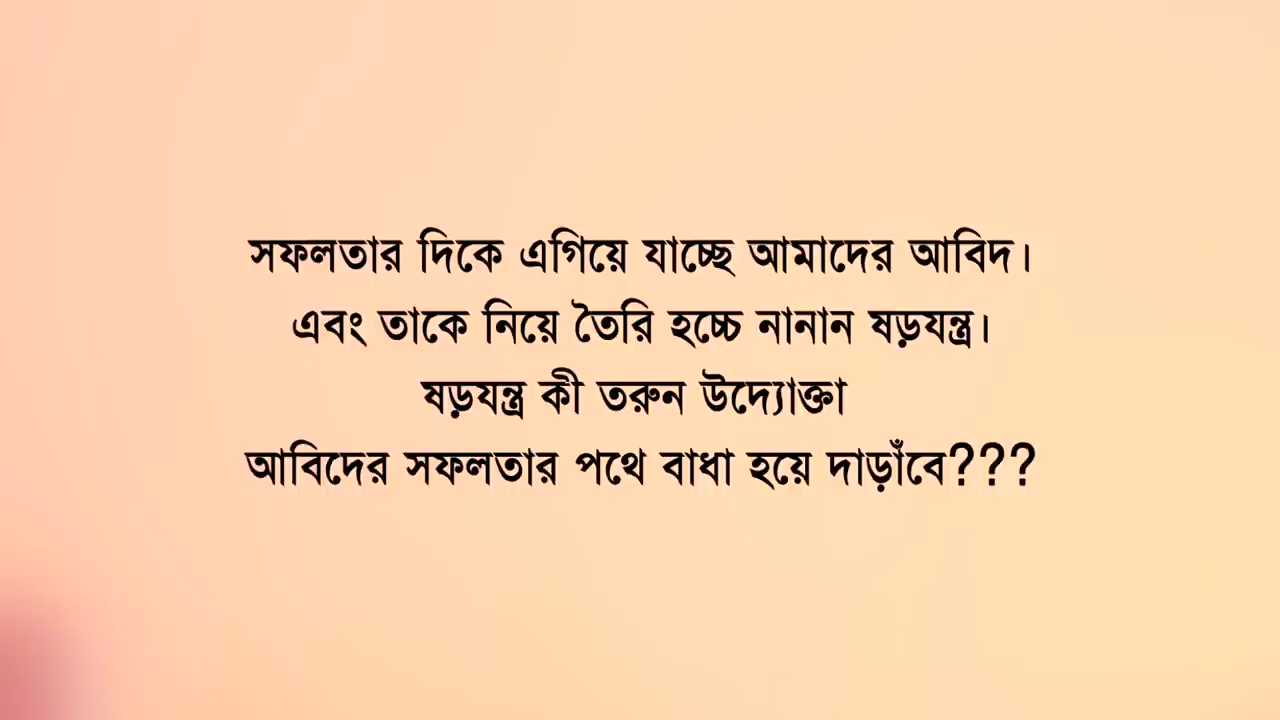 সফলতার দিকে এগিয়ে যাচ্ছে আমাদের আবিদ।
এবং তাকে নিয়ে তৈরি হচ্চে নানান ষড়যন্ত্র।
ষড়যন্ত্র কী তরুন উদ্যোক্তা
আবিদের সফলতার পথে বাধা হয়ে দাড়াঁবে???